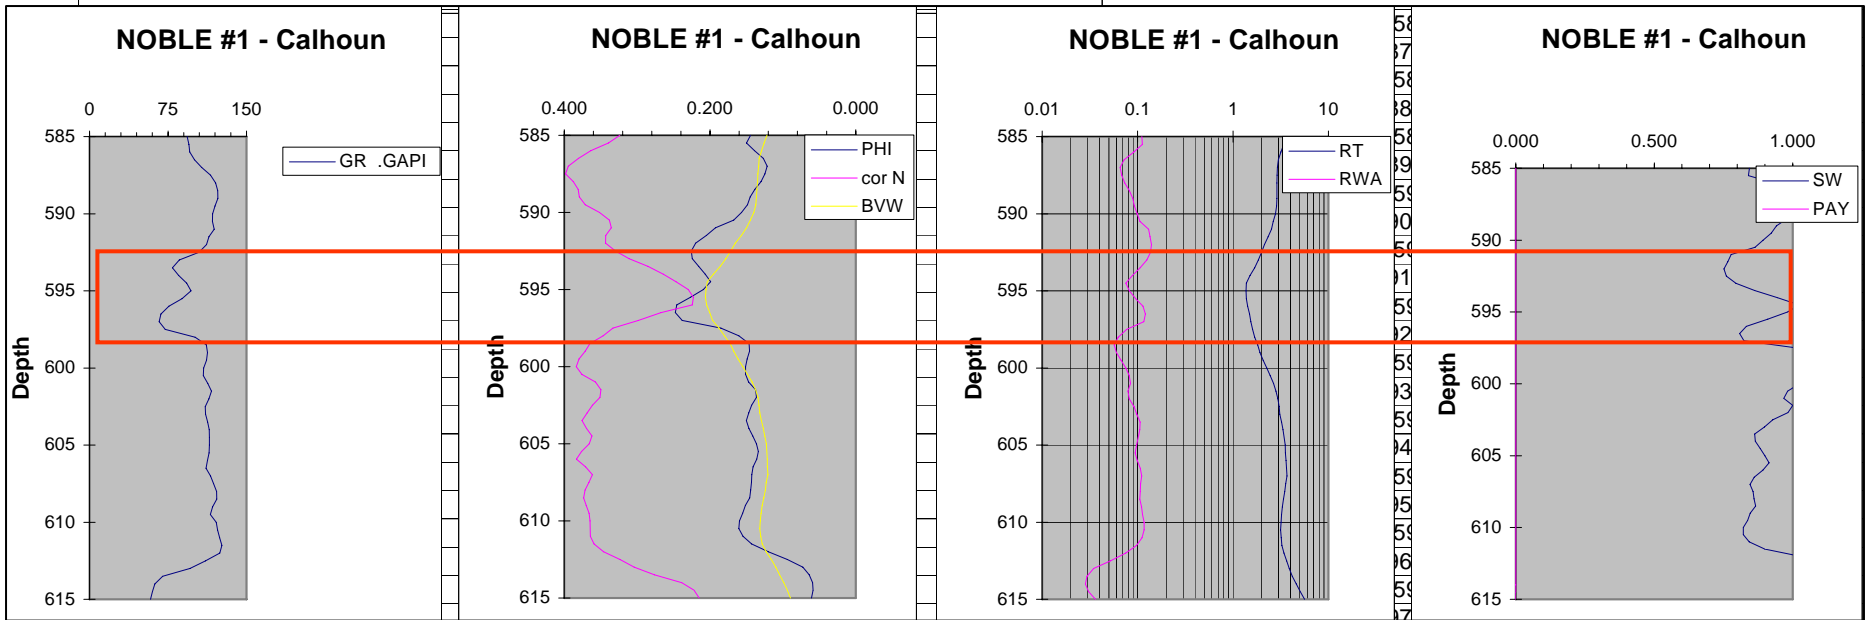 NOBLE #1 - Calhoun
0 75 150
585
590
595
600
605
610
615
Depth
GR .GAPI
NOBLE #1 - Calhoun
0.400 0.200 0.000
585
590
595
600
605
610
615
Depth
PHI
cor N
BVW
NOBLE #1 - Calhoun
0.01 0.1 1 10
585
590
595
600
605
610
615
Depth
RT
RWA
NOBLE #1 - Calhoun
0.000 0.500 1.000
585
590
595
600
605
610
615
Depth
SW
PAY